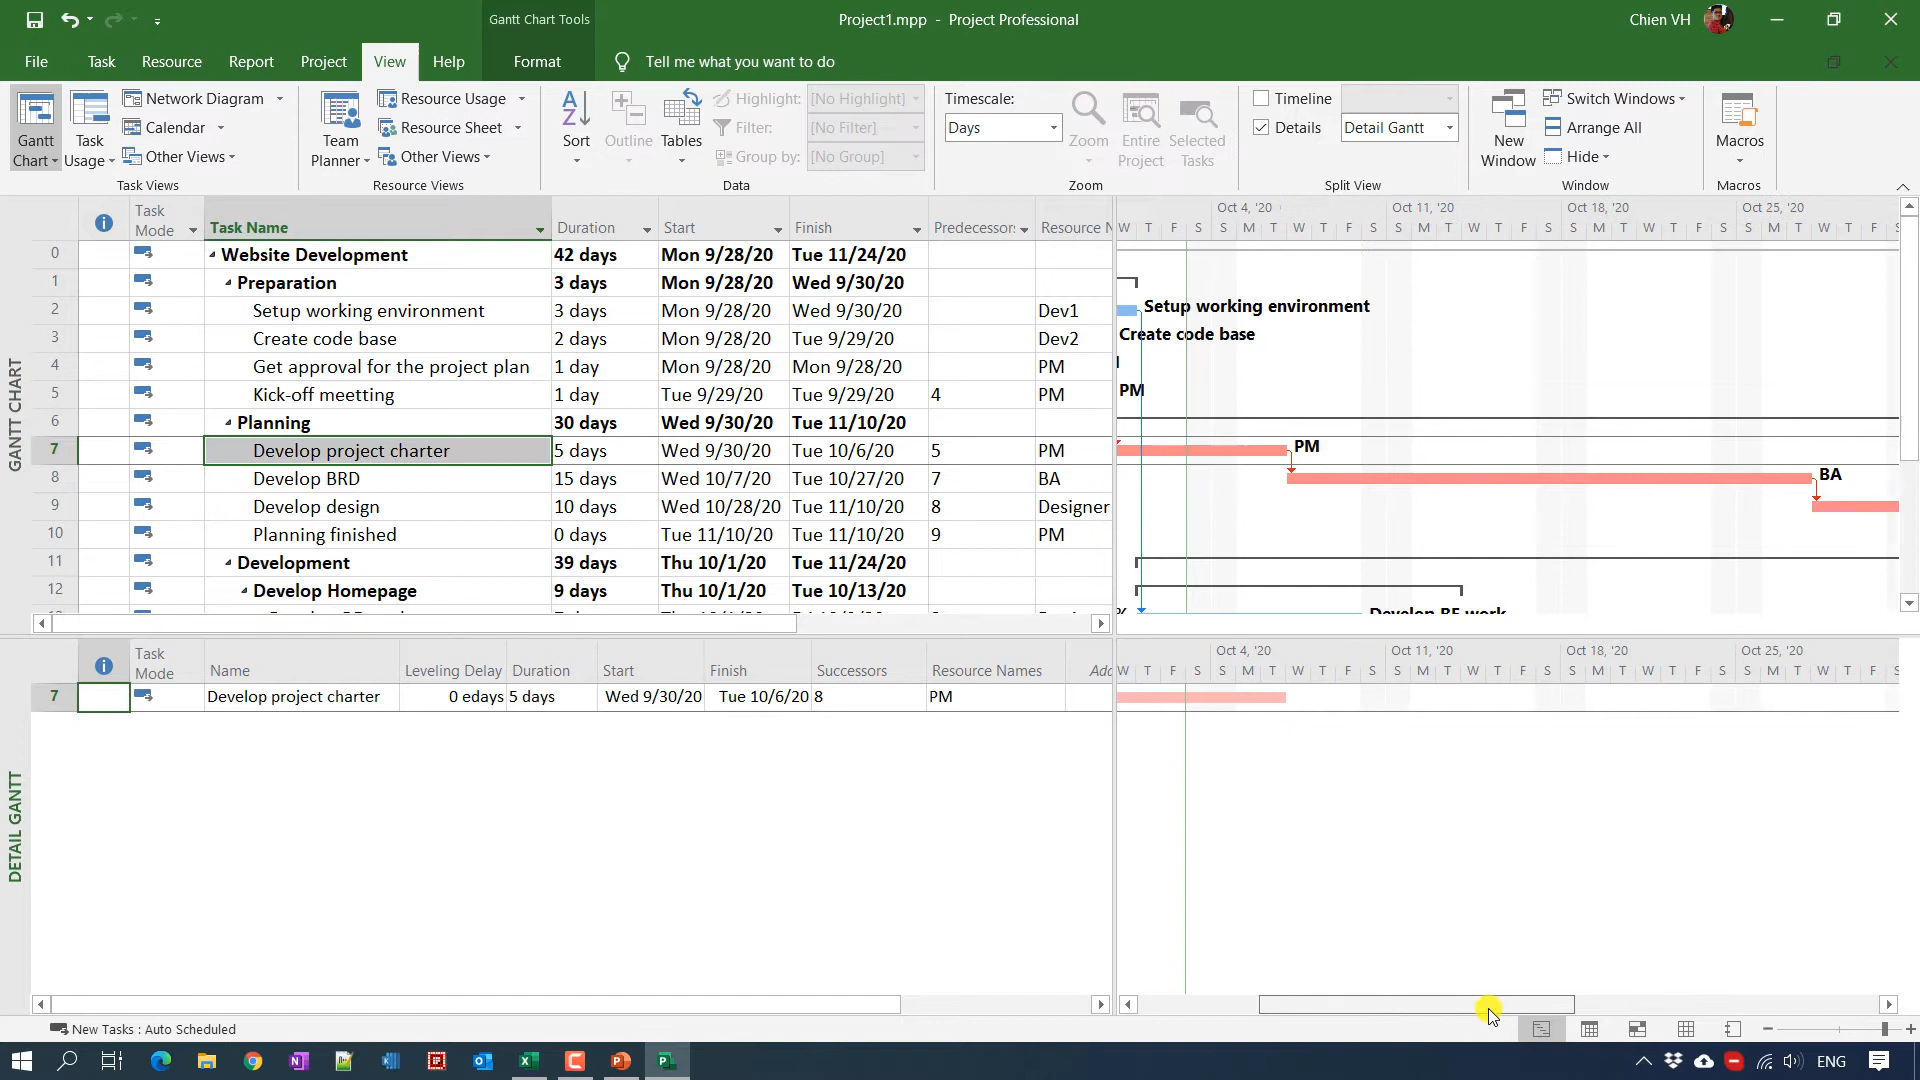 Gantt Chart Tools
Project1.mpp - Project Professional
Chien VH
File Task Resource Report Project View Help Format Tell me what you want to do
Gantt Chart
Task Usage
Network Diagram
Calendar
Other Views
Task Views
Team Planner
Resource Usage
Resource Sheet
Other Views
Resource Views
Sort
Outline
Tables
Highlight: [No Highlight]
Filter: [No Filter]
Group by: [No Group]
Data
Timescale:
Days
Zoom
Entire Project
Selected Tasks
Zoom
Timeline
Details Detail Gantt
Split View
New Window
Switch Windows
Arrange All
Hide
Window
Macros
Macros
GANTT CHART
Task Mode Task Name Duration Start Finish Predecessors Resource N
0 Website Development 42 days Mon 9/28/20 Tue 11/24/20
1 Preparation 3 days Mon 9/28/20 Wed 9/30/20
2 Setup working environment 3 days Mon 9/28/20 Wed 9/30/20 Dev1
3 Create code base 2 days Mon 9/28/20 Tue 9/29/20 Dev2
4 Get approval for the project plan 1 day Mon 9/28/20 Mon 9/28/20 PM
5 Kick-off meetting 1 day Tue 9/29/20 Tue 9/29/20 4 PM
6 Planning 30 days Wed 9/30/20 Tue 11/10/20
7 Develop project charter 5 days Wed 9/30/20 Tue 10/6/20 5 PM
8 Develop BRD 15 days Wed 10/7/20 Tue 10/27/20 7 BA
9 Develop design 10 days Wed 10/28/20 Tue 11/10/20 8 Designer
10 Planning finished 0 days Tue 11/10/20 Tue 11/10/20 9 PM
11 Development 39 days Thu 10/1/20 Tue 11/24/20
12 Develop Homepage 9 days Thu 10/1/20 Tue 10/13/20
Oct 4, '20 Oct 11, '20 Oct 18, '20 Oct 25, '20
W T F S S M T W T F S S M T W T F S S M T W T F S S M T W T F S
Setup working environment
Create code base
PM
PM
BA
Develop BE work
DETAIL GANTT
Task Mode Name Leveling Delay Duration Start Finish Successors Resource Names Add
7 Develop project charter 0 edays 5 days Wed 9/30/20 Tue 10/6/20 8 PM
Oct 4, '20 Oct 11, '20 Oct 18, '20 Oct 25, '20
W T F S S M T W T F S S M T W T F S S M T W T F S S M T W T F S
New Tasks : Auto Scheduled
ENG